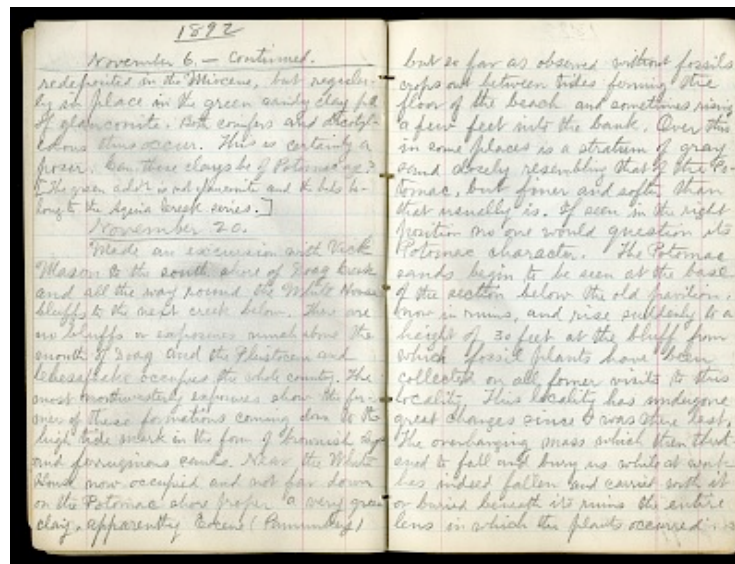 1892
November 6. — Continued.
redeposited in the Miocene, but regular-
ly in place in the green sandy clay full
of glauconite. Both conifers and dicotyl-
edons thus occur. This is certainly a
poser. Can these clays be of Potomac age?
[The green color is not glauconite and the beds be-
long to the Aquia Creek series.]
November 20.
Made an excursion with Vick
Mason to the south shore of Doag Creek
and all the way round the White House
bluffs to the next creek below. There are
no bluffs or exposures much above the
mouth of Doag and the Pleistocene and
Chesapeake occupies the whole country. The
most northwesterly exposures show the for-
mer of these formations coming down to the
high tide mark in the form of brownish clays
and ferruginous sands. Near the White
House now occupied and not far down
on the Potomac shore proper a very green
clay, apparently Eocene (Pamunkey)
but so far as observed without fossils
crops out between tides forming the
floor of the beach and sometimes rising
a few feet into the bank. Over this
in some places is a stratum of gray
sand closely resembling that of the Po-
tomac, but finer and softer than
that usually is. If seen in the right
position no one would question its
Potomac character. The Potomac
sands begin to be seen at the base
of the section below the old pavilion,
now in ruins, and rise suddenly to a
height of 30 feet at the bluff from
which fossil plants have been
collected on all former visits to this
locality. This locality has undergone
great changes since I was there last.
The overhanging mass which then threat-
ened to fall and bury us while at work
has indeed fallen and carried with it
or buried beneath its ruins the entire
lens in which the plants occurred.